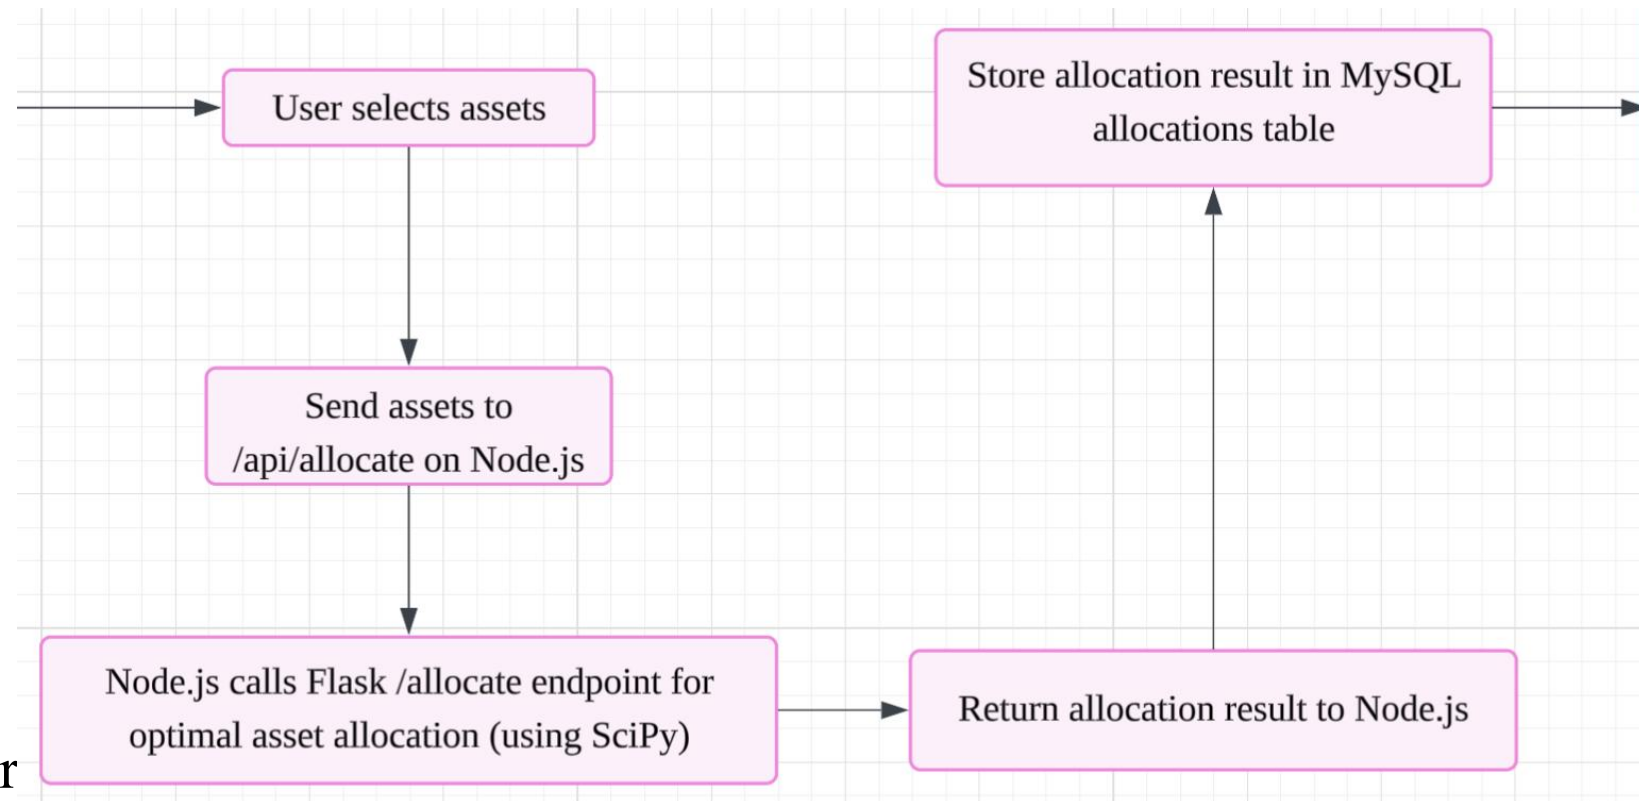 User selects assets
Send assets to
/api/allocate on Node.js
Node.js calls Flask /allocate endpoint for
optimal asset allocation (using SciPy)
Return allocation result to Node.js
Store allocation result in MySQL
allocations table
r